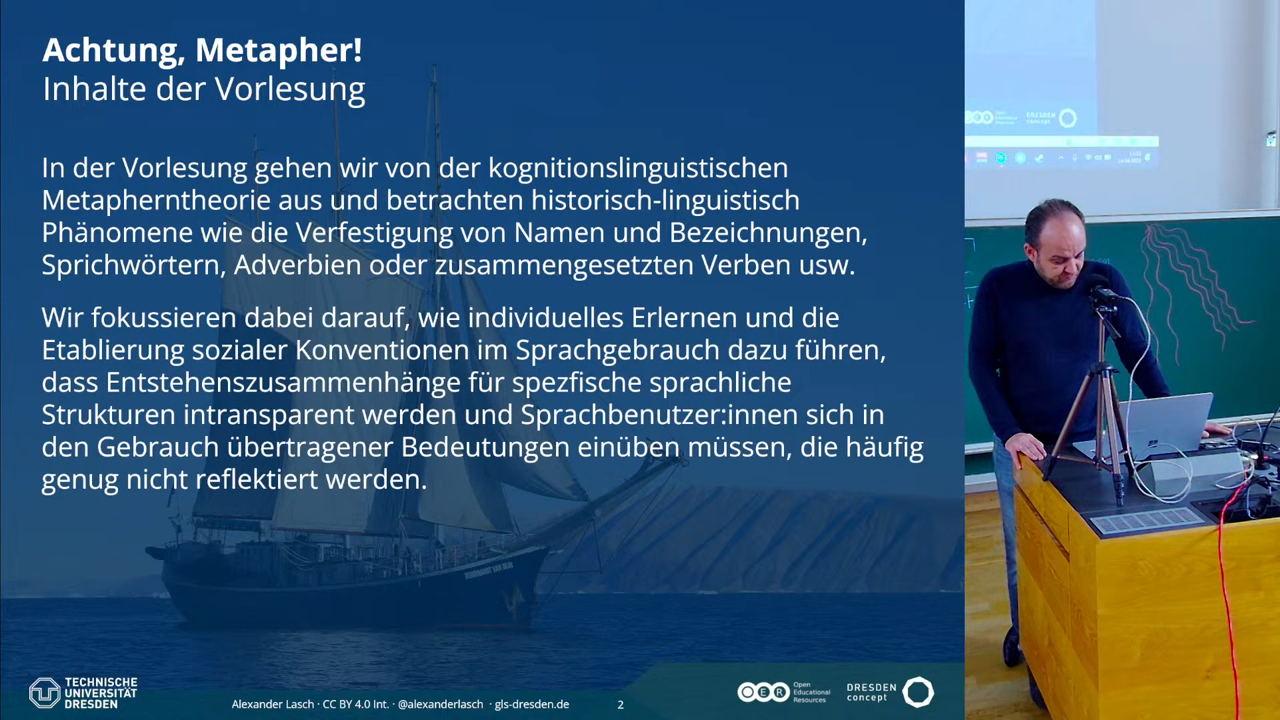 Achtung, Metapher!
Inhalte der Vorlesung
In der Vorlesung gehen wir von der kognitionslinguistischen
Metapherntheorie aus und betrachten historisch-linguistisch
Phänomene wie die Verfestigung von Namen und Bezeichnungen,
Sprichwörtern, Adverbien oder zusammengesetzten Verben usw.
Wir fokussieren dabei darauf, wie individuelles Erlernen und die
Etablierung sozialer Konventionen im Sprachgebrauch dazu führen,
dass Entstehenszusammenhänge für spezfische sprachliche
Strukturen intransparent werden und Sprachbenutzer:innen sich in
den Gebrauch übertragener Bedeutungen einüben müssen, die häufig
genug nicht reflektiert werden.
TECHNISCHE
UNIVERSITÄT
DRESDEN
Alexander Lasch · CC BY 4.0 Int. · @alexanderlasch · gls-dresden.de 2
OER Open
Educational
Resources
DRESDEN
concept